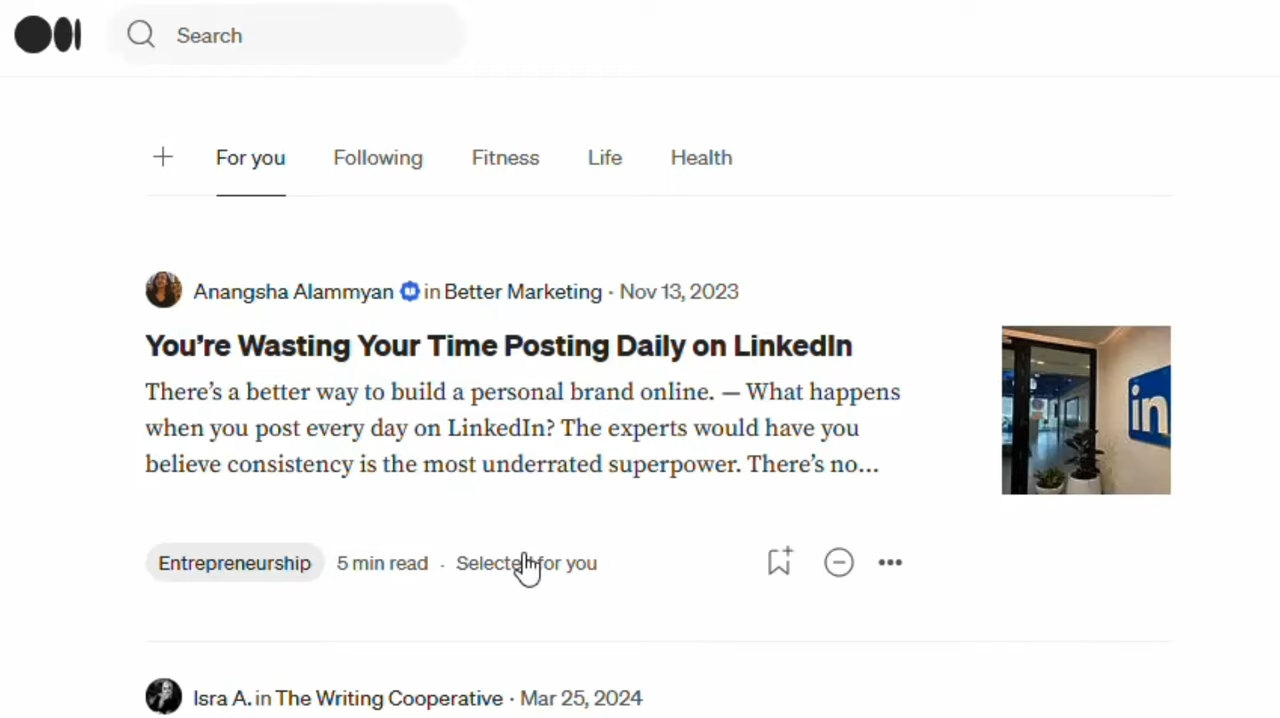 Search
For you Following Fitness Life Health
Anangsha Alammyan in Better Marketing · Nov 13, 2023
You're Wasting Your Time Posting Daily on LinkedIn
There's a better way to build a personal brand online. — What happens
when you post every day on LinkedIn? The experts would have you
believe consistency is the most underrated superpower. There's no...
in
Entrepreneurship 5 min read · Selected for you
Isra A. in The Writing Cooperative · Mar 25, 2024